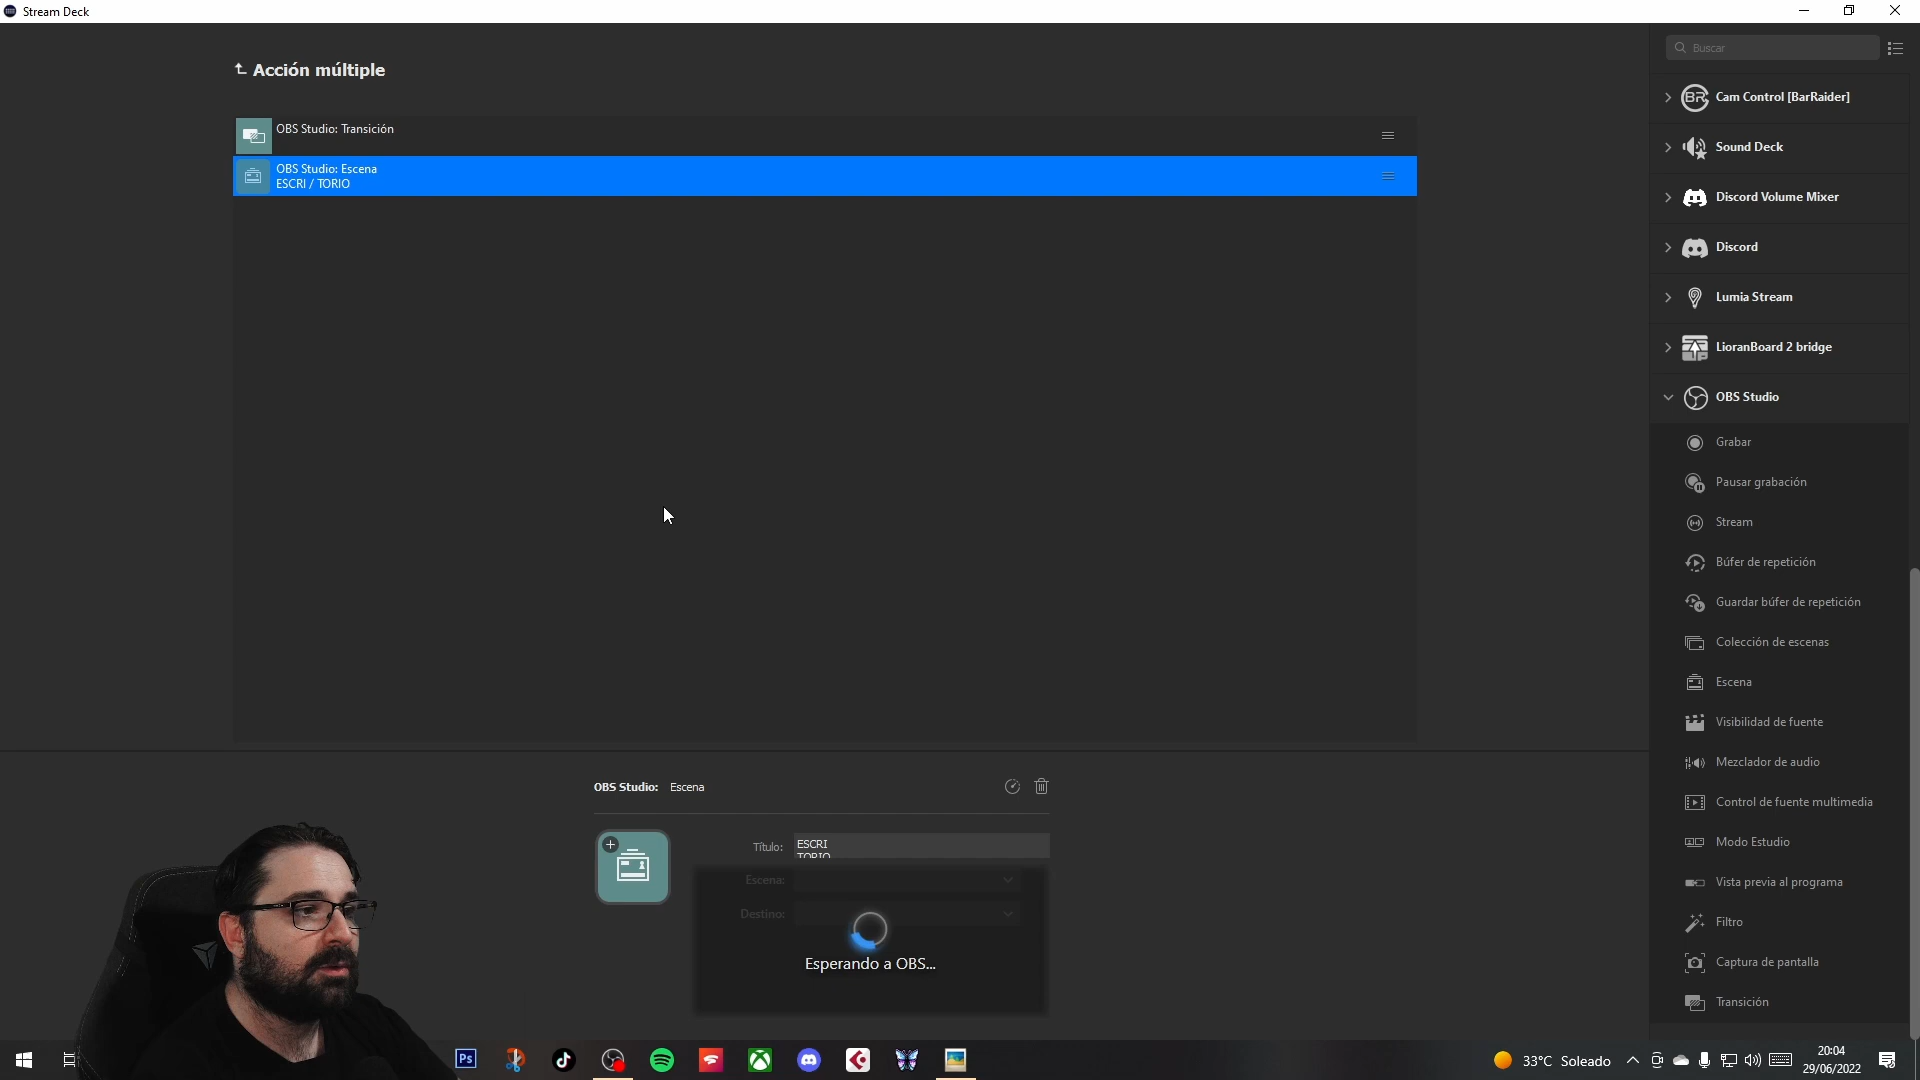 Stream Deck
Acción múltiple
OBS Studio: Transición
OBS Studio: Escena
ESCRI / TORIO
Buscar
Cam Control [BarRaider]
Sound Deck
Discord Volume Mixer
Discord
Lumia Stream
LioranBoard 2 bridge
OBS Studio
Grabar
Pausar grabación
Stream
Búfer de repetición
Guardar búfer de repetición
Colección de escenas
Escena
Visibilidad de fuente
Mezclador de audio
Control de fuente multimedia
Modo Estudio
Vista previa al programa
Filtro
Captura de pantalla
Transición
OBS Studio: Escena
Título: ESCRI
TORIO
Escena:
Destino:
Esperando a OBS...
Ps
33°C Soleado
20:04
29/06/2022